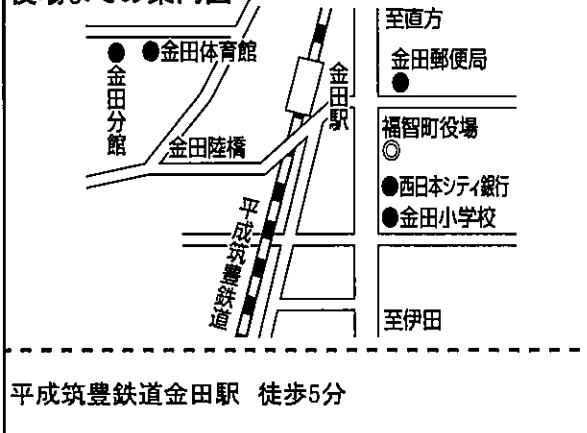 役場までの案内図
至直方
金田体育館
金田郵便局
金田分館
金田駅
福智町役場
金田陸橋
西日本シティ銀行
金田小学校
平成筑豊鉄道
至伊田
平成筑豊鉄道金田駅 徒歩5分